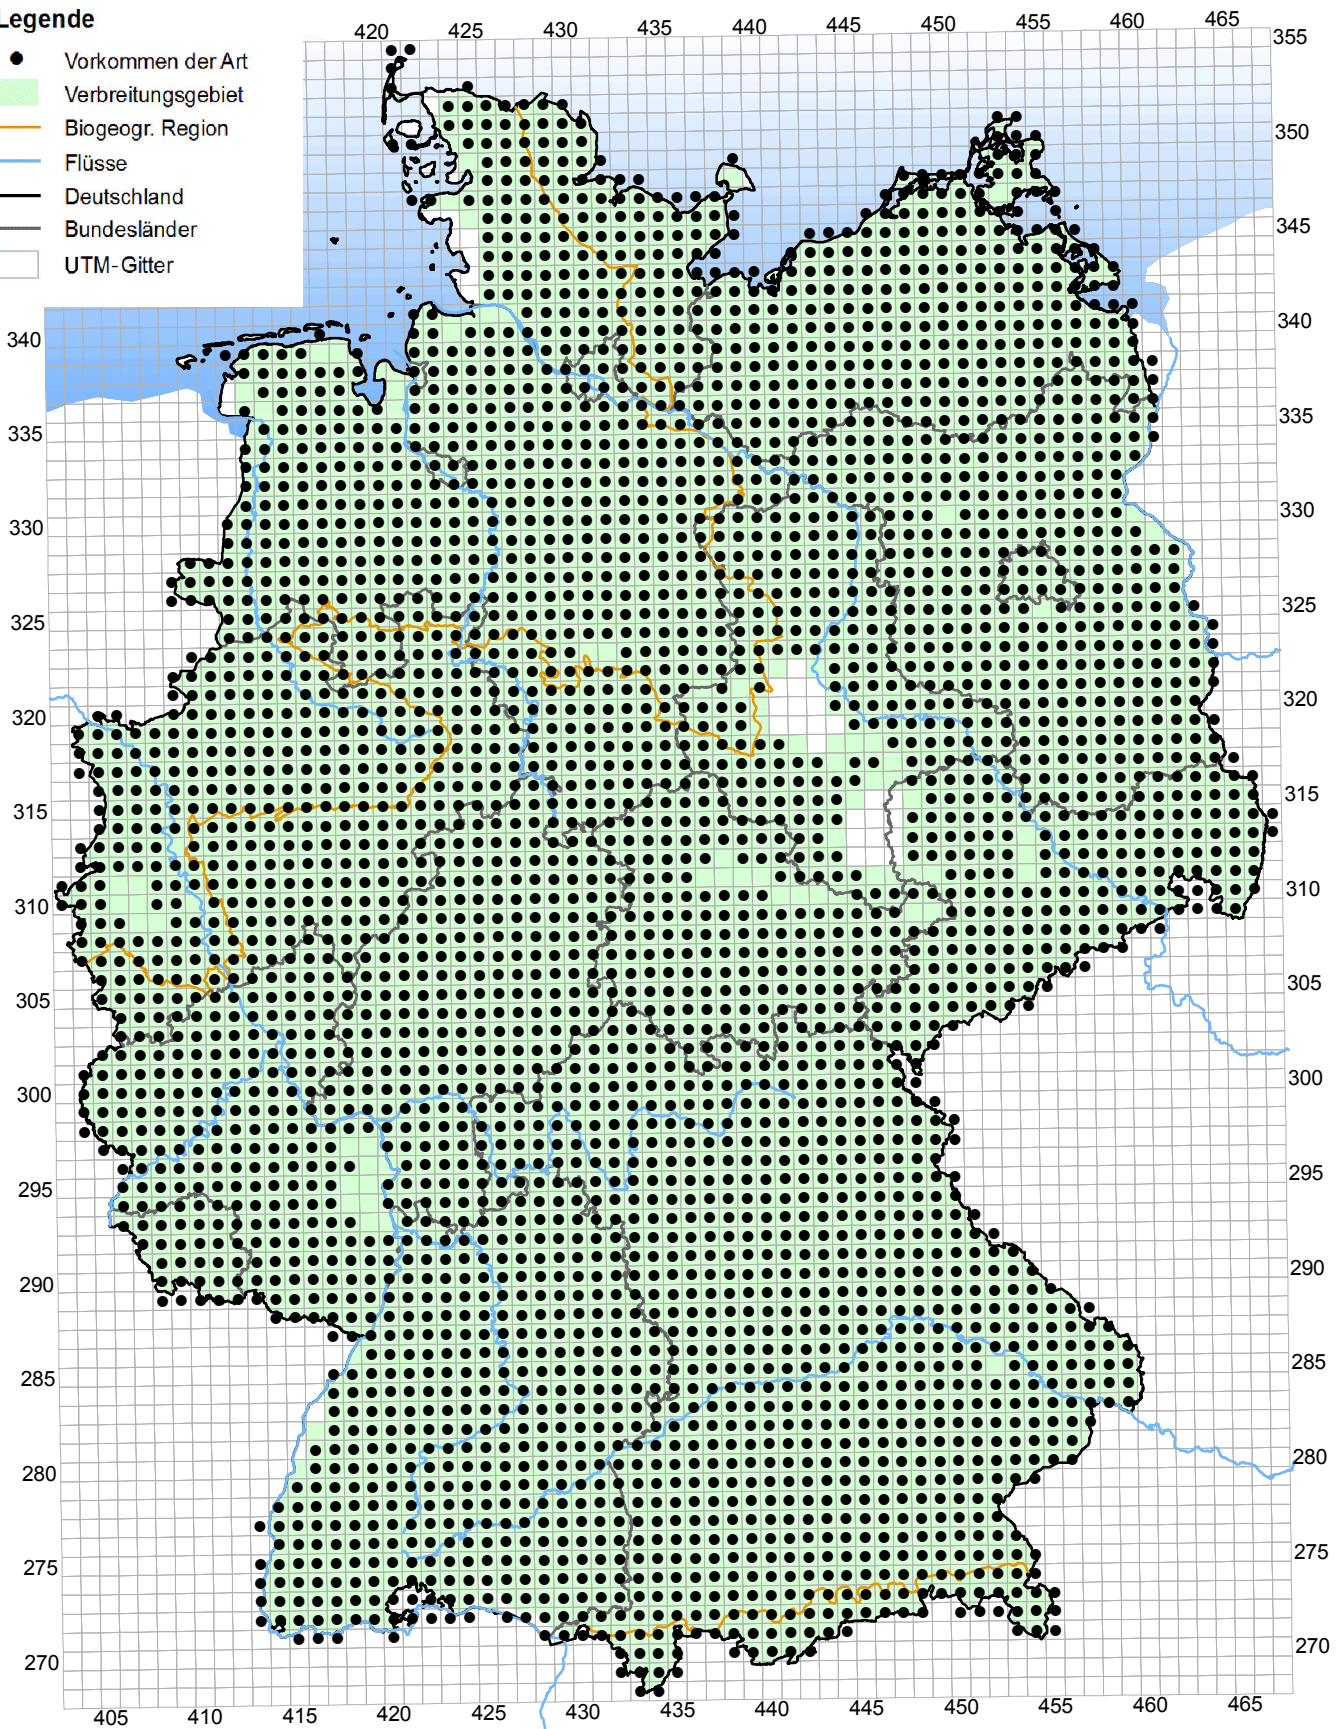 Legende
Vorkommen der Art
Verbreitungsgebiet
Biogeogr. Region
Flüsse
Deutschland
Bundesländer
UTM-Gitter
420 425 430 435 440 445 450 455 460 465
355
350
345
340 340
335 335
330 330
325 325
320 320
315 315
310 310
305 305
300 300
295 295
290 290
285 285
280 280
275 275
270 270
405 410 415 420 425 430 435 440 445 450 455 460 465